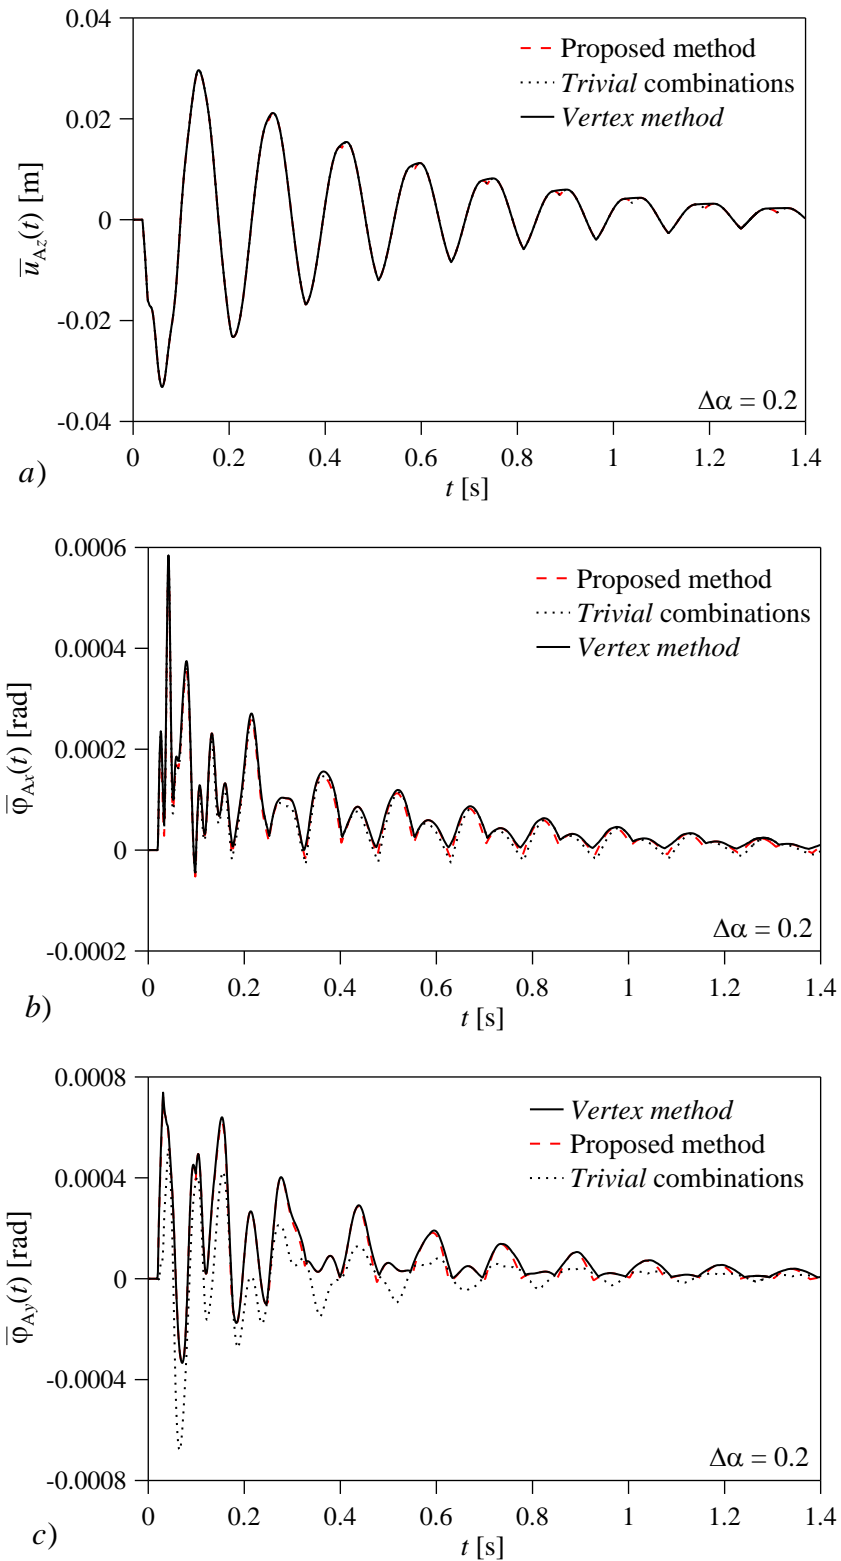 0.04
0.02
0
-0.02
-0.04
u̅Az(t) [m]
Proposed method
Trivial combinations
Vertex method
Δα = 0.2
0 0.2 0.4 0.6 0.8 1 1.2 1.4
t [s]
a)
0.0006
0.0004
0.0002
0
-0.0002
φ̅Ax(t) [rad]
Proposed method
Trivial combinations
Vertex method
Δα = 0.2
0 0.2 0.4 0.6 0.8 1 1.2 1.4
t [s]
b)
0.0008
0.0004
0
-0.0004
-0.0008
φ̅Ay(t) [rad]
Vertex method
Proposed method
Trivial combinations
Δα = 0.2
0 0.2 0.4 0.6 0.8 1 1.2 1.4
t [s]
c)